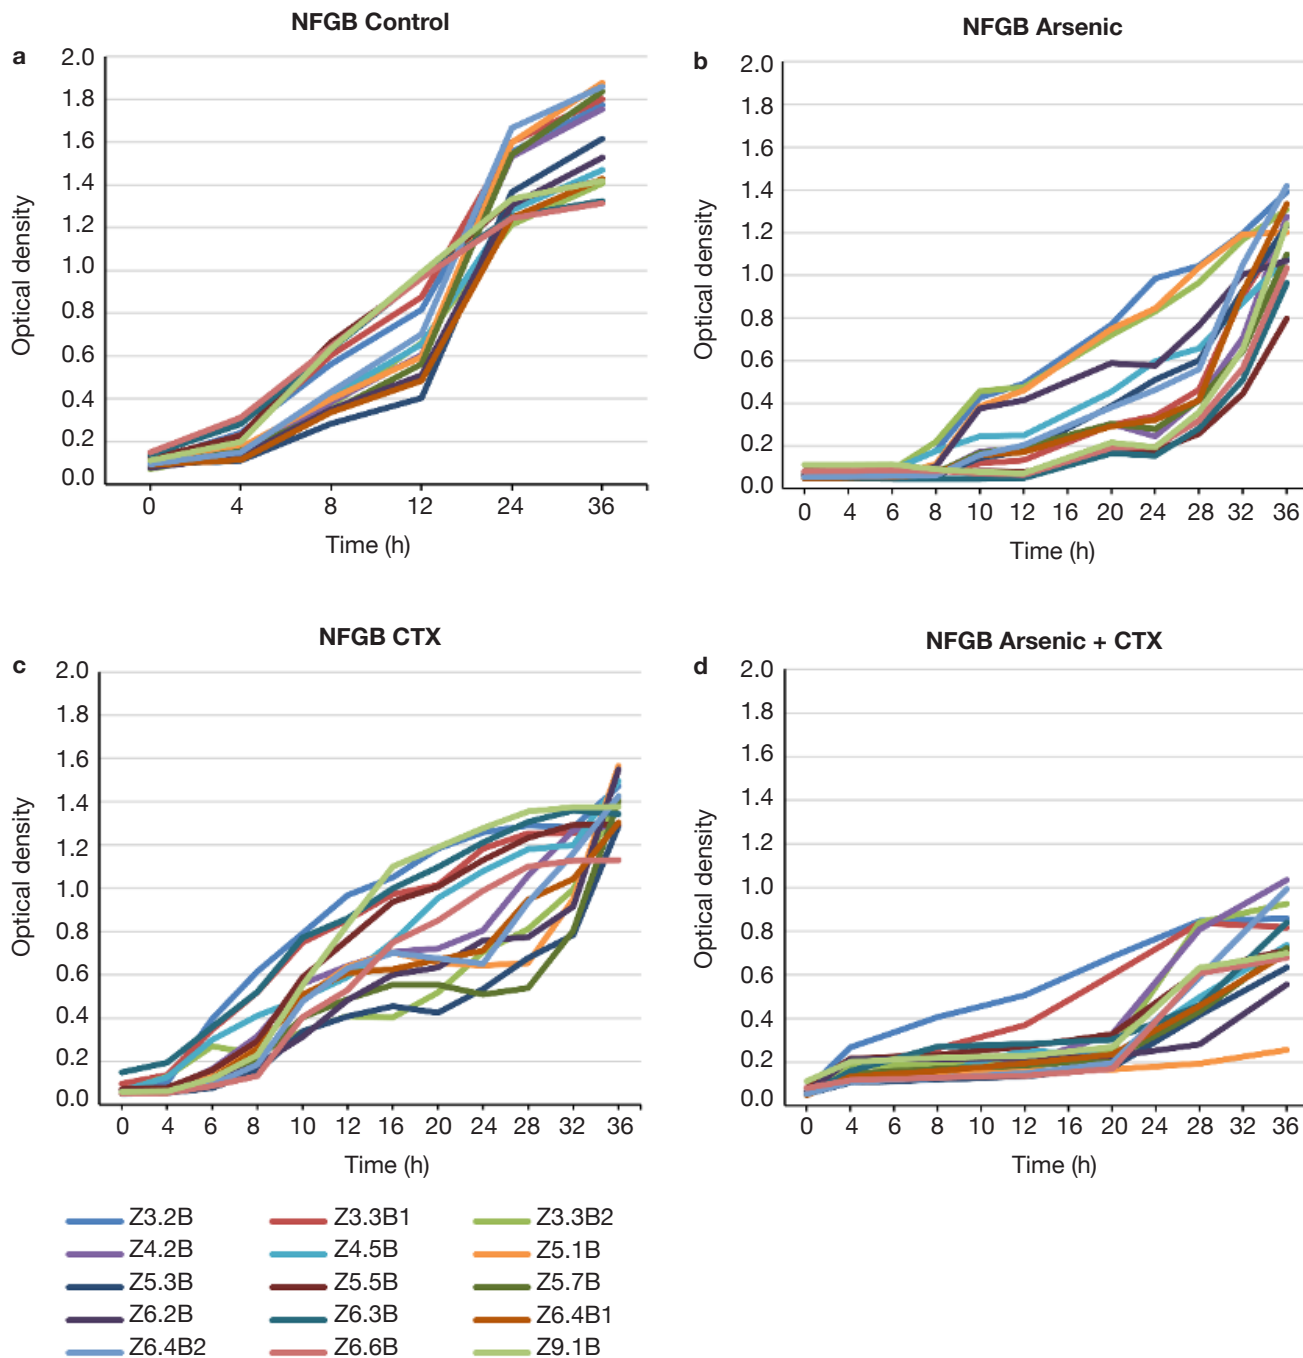 NFGB Control
a
2.0
1.8
1.6
1.4
1.2
1.0
0.8
0.6
0.4
0.2
0.0
Optical density
0 4 8 12 24 36
Time (h)
NFGB Arsenic
b
2.0
1.8
1.6
1.4
1.2
1.0
0.8
0.6
0.4
0.2
0.0
Optical density
0 4 6 8 10 12 16 20 24 28 32 36
Time (h)
NFGB CTX
c
2.0
1.8
1.6
1.4
1.2
1.0
0.8
0.6
0.4
0.2
0.0
Optical density
0 4 6 8 10 12 16 20 24 28 32 36
Time (h)
NFGB Arsenic + CTX
d
2.0
1.8
1.6
1.4
1.2
1.0
0.8
0.6
0.4
0.2
0.0
Optical density
0 4 6 8 10 12 16 20 24 28 32 36
Time (h)
Z3.2B Z3.3B1 Z3.3B2
Z4.2B Z4.5B Z5.1B
Z5.3B Z5.5B Z5.7B
Z6.2B Z6.3B Z6.4B1
Z6.4B2 Z6.6B Z9.1B